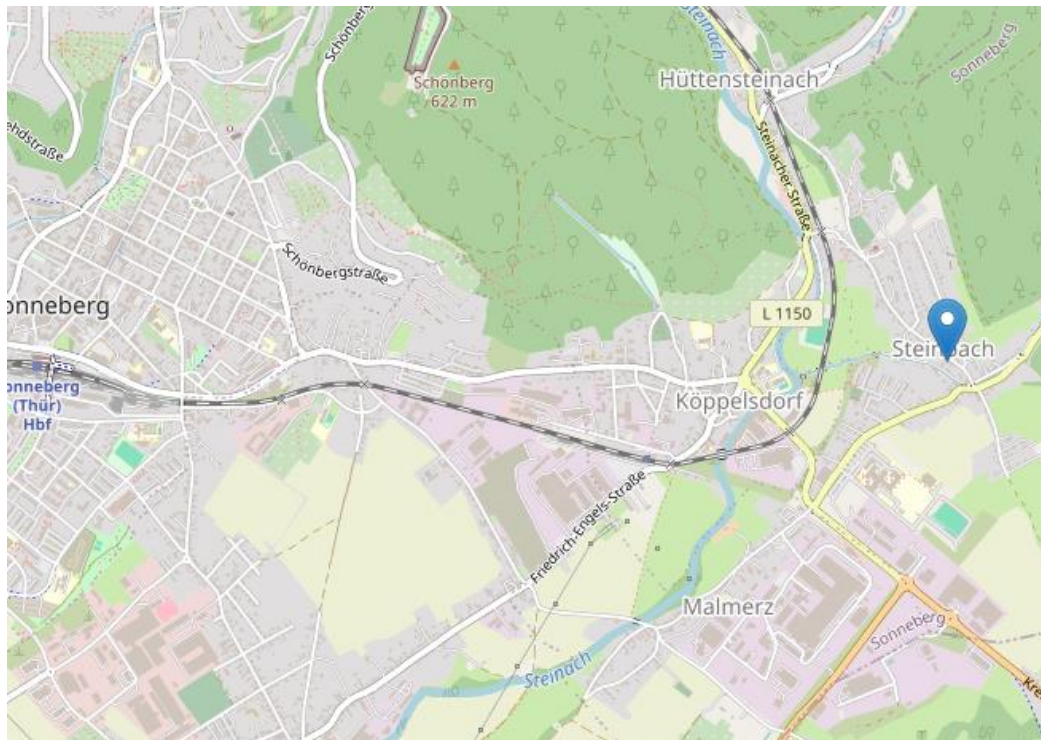 Steinach
Schönberg
Hüttensteinach
Sonneberg
Schönberg
622 m
ehdstraße
Steinacher Straße
Schönbergstraße
onneberg
L 1150
Steinbach
onneberg
(Thür)
Hbf
Köppelsdorf
Friedrich-Engels-Straße
Malmerz
Sonneberg
Steinach
Kre